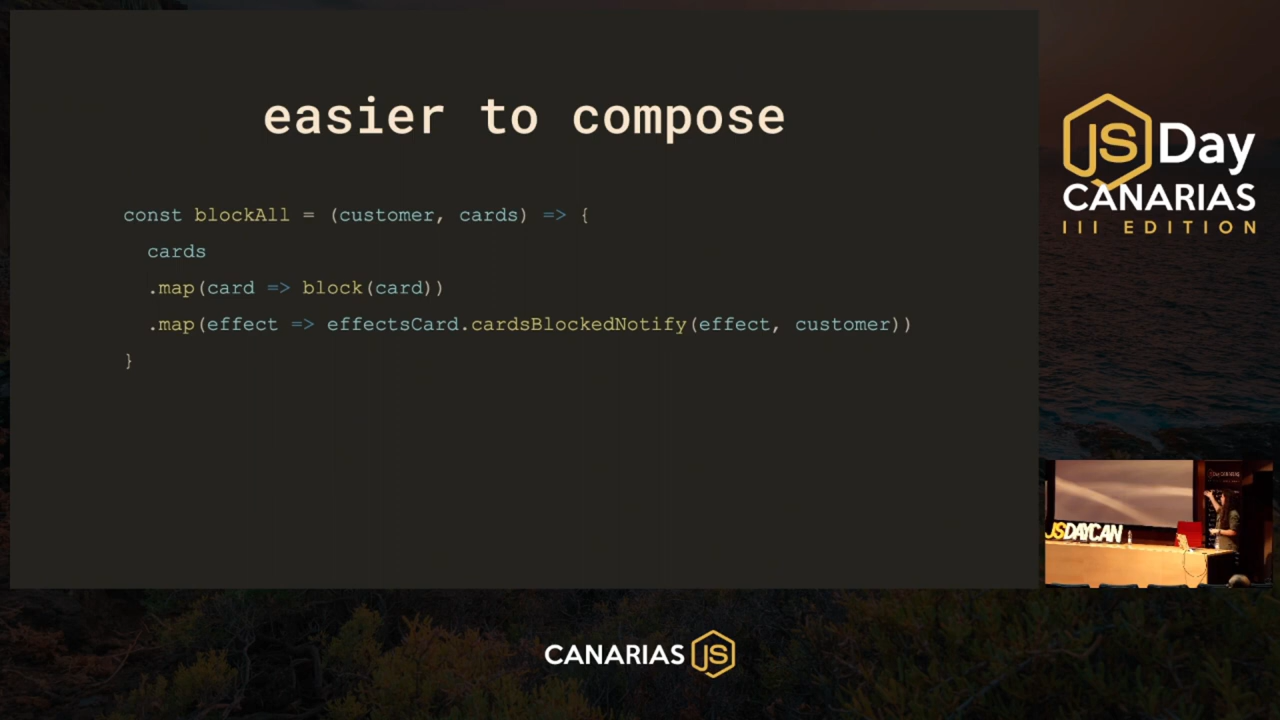 easier to compose
const blockAll = (customer, cards) => {
cards
.map(card => block(card))
.map(effect => effectsCard.cardsBlockedNotify(effect, customer))
}
JS Day
CANARIAS
III EDITION
JSDAYCAN
CANARIAS JS